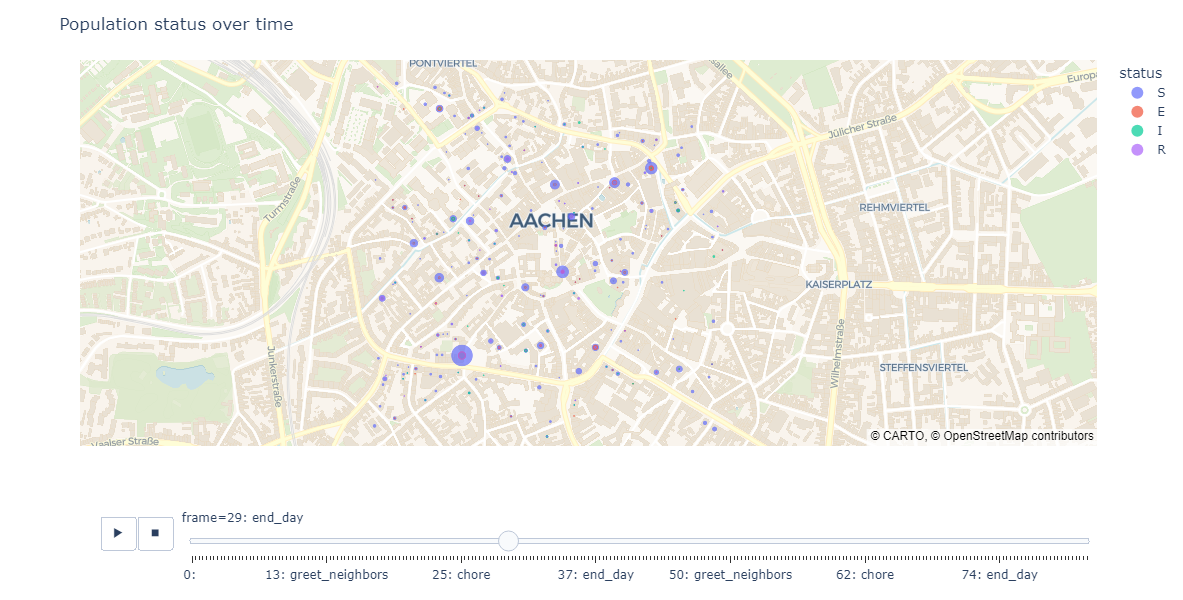 Population status over time
PONTVIERTEL
sallee
Europa
Jülicher Straße
Turmstraße
AACHEN
REHMVIERTEL
KAISERPLATZ
Wilhelmstraße
Junkerstraße
STEFFENSVIERTEL
Vaalser Straße
© CARTO, © OpenStreetMap contributors
status
S
E
I
R
frame=29: end_day
0: 13: greet_neighbors 25: chore 37: end_day 50: greet_neighbors 62: chore 74: end_day